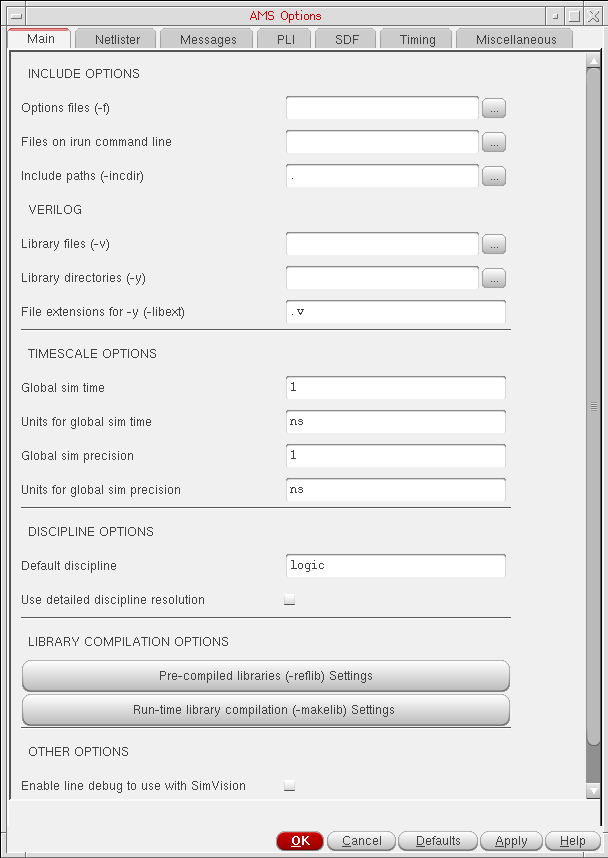 AMS Options
Main Netlister Messages PLI SDF Timing Miscellaneous
INCLUDE OPTIONS
Options files (-f) ...
Files on irun command line ...
Include paths (-incdir) . ...
VERILOG
Library files (-v) ...
Library directories (-y) ...
File extensions for -y (-libext) .v
TIMESCALE OPTIONS
Global sim time 1
Units for global sim time ns
Global sim precision 1
Units for global sim precision ns
DISCIPLINE OPTIONS
Default discipline logic
Use detailed discipline resolution
LIBRARY COMPILATION OPTIONS
Pre-compiled libraries (-reflib) Settings
Run-time library compilation (-makelib) Settings
OTHER OPTIONS
Enable line debug to use with SimVision
OK Cancel Defaults Apply Help